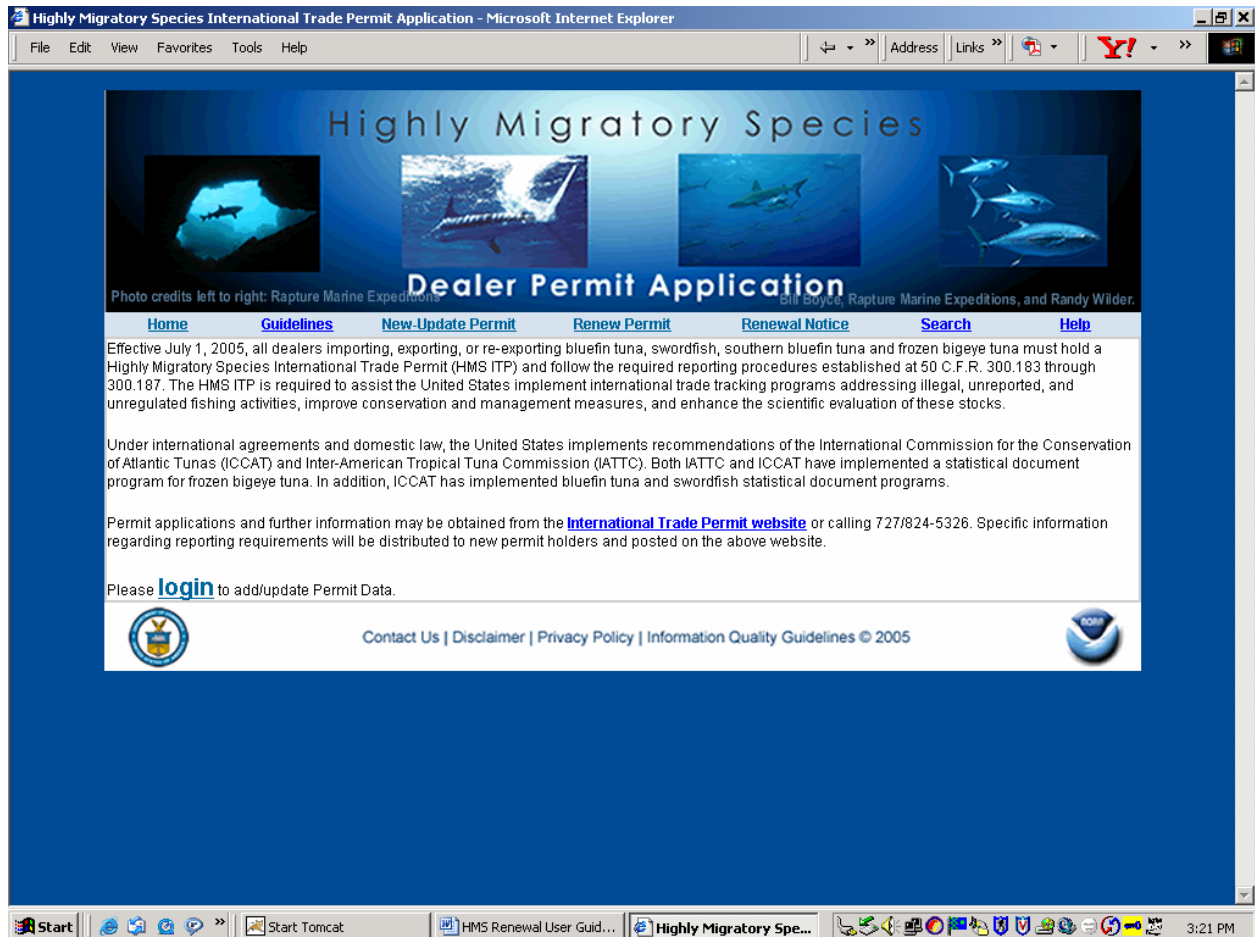 Highly Migratory Species International Trade Permit Application - Microsoft Internet Explorer
File Edit View Favorites Tools Help » Address Links » Y! »
Highly Migratory Species
Dealer Permit Application
Photo credits left to right: Rapture Marine Expeditions Bill Boyce, Rapture Marine Expeditions, and Randy Wilder.
Home Guidelines New-Update Permit Renew Permit Renewal Notice Search Help
Effective July 1, 2005, all dealers importing, exporting, or re-exporting bluefin tuna, swordfish, southern bluefin tuna and frozen bigeye tuna must hold a
Highly Migratory Species International Trade Permit (HMS ITP) and follow the required reporting procedures established at 50 C.F.R. 300.183 through
300.187. The HMS ITP is required to assist the United States implement international trade tracking programs addressing illegal, unreported, and
unregulated fishing activities, improve conservation and management measures, and enhance the scientific evaluation of these stocks.
Under international agreements and domestic law, the United States implements recommendations of the International Commission for the Conservation
of Atlantic Tunas (ICCAT) and Inter-American Tropical Tuna Commission (IATTC). Both IATTC and ICCAT have implemented a statistical document
program for frozen bigeye tuna. In addition, ICCAT has implemented bluefin tuna and swordfish statistical document programs.
Permit applications and further information may be obtained from the International Trade Permit website or calling 727/824-5326. Specific information
regarding reporting requirements will be distributed to new permit holders and posted on the above website.
Please login to add/update Permit Data.
Contact Us | Disclaimer | Privacy Policy | Information Quality Guidelines © 2005
NOAA
Start » Start Tomcat HMS Renewal User Guid... Highly Migratory Spe... 3:21 PM